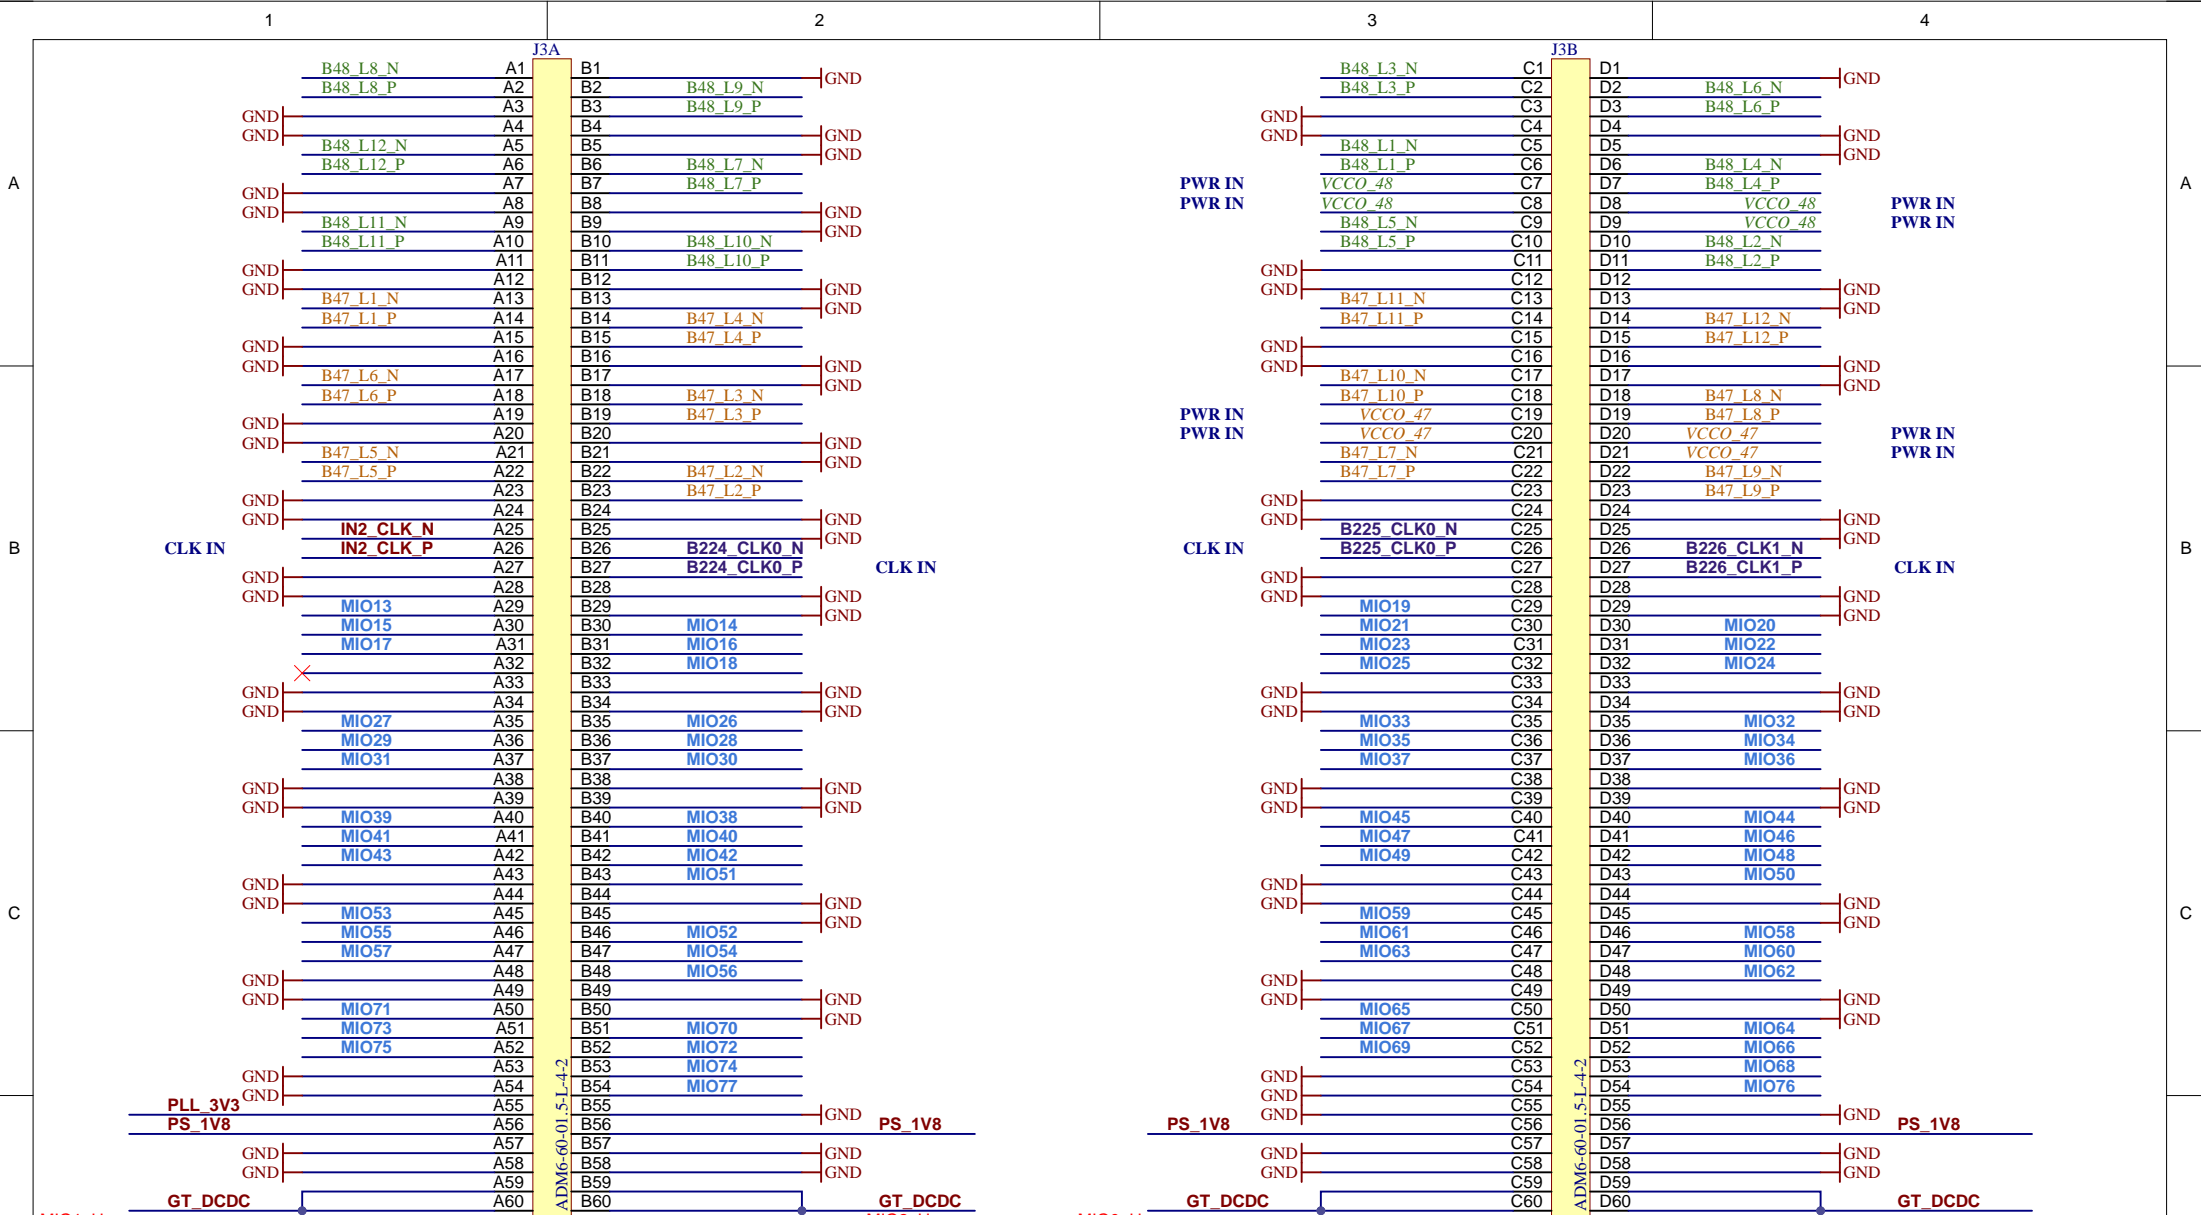 1 2 3 4
J3A J3B
B48_L8_N A1 B1 GND B48_L3_N C1 D1 GND
B48_L8_P A2 B2 B48_L9_N B48_L3_P C2 D2 B48_L6_N
GND A3 B3 B48_L9_P GND C3 D3 B48_L6_P
GND A4 B4 GND GND C4 D4 GND
B48_L12_N A5 B5 GND B48_L1_N C5 D5 GND
B48_L12_P A6 B6 B48_L7_N B48_L1_P C6 D6 B48_L4_N
A GND A7 B7 B48_L7_P PWR IN VCCO_48 C7 D7 B48_L4_P A
GND A8 B8 GND PWR IN VCCO_48 C8 D8 VCCO_48 PWR IN
B48_L11_N A9 B9 GND B48_L5_N C9 D9 VCCO_48 PWR IN
B48_L11_P A10 B10 B48_L10_N B48_L5_P C10 D10 B48_L2_N
GND A11 B11 B48_L10_P GND C11 D11 B48_L2_P
GND A12 B12 GND GND C12 D12 GND
B47_L1_N A13 B13 GND B47_L11_N C13 D13 GND
B47_L1_P A14 B14 B47_L4_N B47_L11_P C14 D14 B47_L12_N
GND A15 B15 B47_L4_P GND C15 D15 B47_L12_P
GND A16 B16 GND GND C16 D16 GND
B47_L6_N A17 B17 GND B47_L10_N C17 D17 GND
B47_L6_P A18 B18 B47_L3_N B47_L10_P C18 D18 B47_L8_N
GND A19 B19 B47_L3_P PWR IN VCCO_47 C19 D19 B47_L8_P
GND A20 B20 GND PWR IN VCCO_47 C20 D20 VCCO_47 PWR IN
B47_L5_N A21 B21 GND B47_L7_N C21 D21 VCCO_47 PWR IN
B47_L5_P A22 B22 B47_L2_N B47_L7_P C22 D22 B47_L9_N
GND A23 B23 B47_L2_P GND C23 D23 B47_L9_P
GND A24 B24 GND GND C24 D24 GND
IN2_CLK_N A25 B25 GND B225_CLK0_N C25 D25 GND
B CLK IN IN2_CLK_P A26 B26 B224_CLK0_N CLK IN B225_CLK0_P C26 D26 B226_CLK1_N B
GND A27 B27 B224_CLK0_P CLK IN GND C27 D27 B226_CLK1_P CLK IN
GND A28 B28 GND GND C28 D28 GND
MIO13 A29 B29 GND MIO19 C29 D29 GND
MIO15 A30 B30 MIO14 MIO21 C30 D30 MIO20
MIO17 A31 B31 MIO16 MIO23 C31 D31 MIO22
A32 B32 MIO18 MIO25 C32 D32 MIO24
GND A33 B33 GND GND C33 D33 GND
GND A34 B34 GND GND C34 D34 GND
MIO27 A35 B35 MIO26 MIO33 C35 D35 MIO32
MIO29 A36 B36 MIO28 MIO35 C36 D36 MIO34
MIO31 A37 B37 MIO30 MIO37 C37 D37 MIO36
GND A38 B38 GND GND C38 D38 GND
GND A39 B39 GND GND C39 D39 GND
MIO39 A40 B40 MIO38 MIO45 C40 D40 MIO44
MIO41 A41 B41 MIO40 MIO47 C41 D41 MIO46
MIO43 A42 B42 MIO42 MIO49 C42 D42 MIO48
GND A43 B43 MIO51 GND C43 D43 MIO50
GND A44 B44 GND GND C44 D44 GND
C MIO53 A45 B45 GND MIO59 C45 D45 GND C
MIO55 A46 B46 MIO52 MIO61 C46 D46 MIO58
MIO57 A47 B47 MIO54 MIO63 C47 D47 MIO60
GND A48 B48 MIO56 GND C48 D48 MIO62
GND A49 B49 GND GND C49 D49 GND
MIO71 A50 B50 GND MIO65 C50 D50 GND
MIO73 A51 B51 MIO70 MIO67 C51 D51 MIO64
MIO75 A52 B52 MIO72 MIO69 C52 D52 MIO66
GND A53 B53 MIO74 GND C53 D53 MIO68
GND A54 B54 MIO77 GND C54 D54 MIO76
PLL_3V3 A55 B55 GND GND C55 D55 GND
PS_1V8 A56 B56 PS_1V8 PS_1V8 C56 D56 PS_1V8
GND A57 B57 GND GND C57 D57 GND
GND A58 B58 GND GND C58 D58 GND
A59 B59 C59 D59
GT_DCDC A60 B60 GT_DCDC GT_DCDC C60 D60 GT_DCDC
ADM6-60-01.5-L-4-2 ADM6-60-01.5-L-4-2